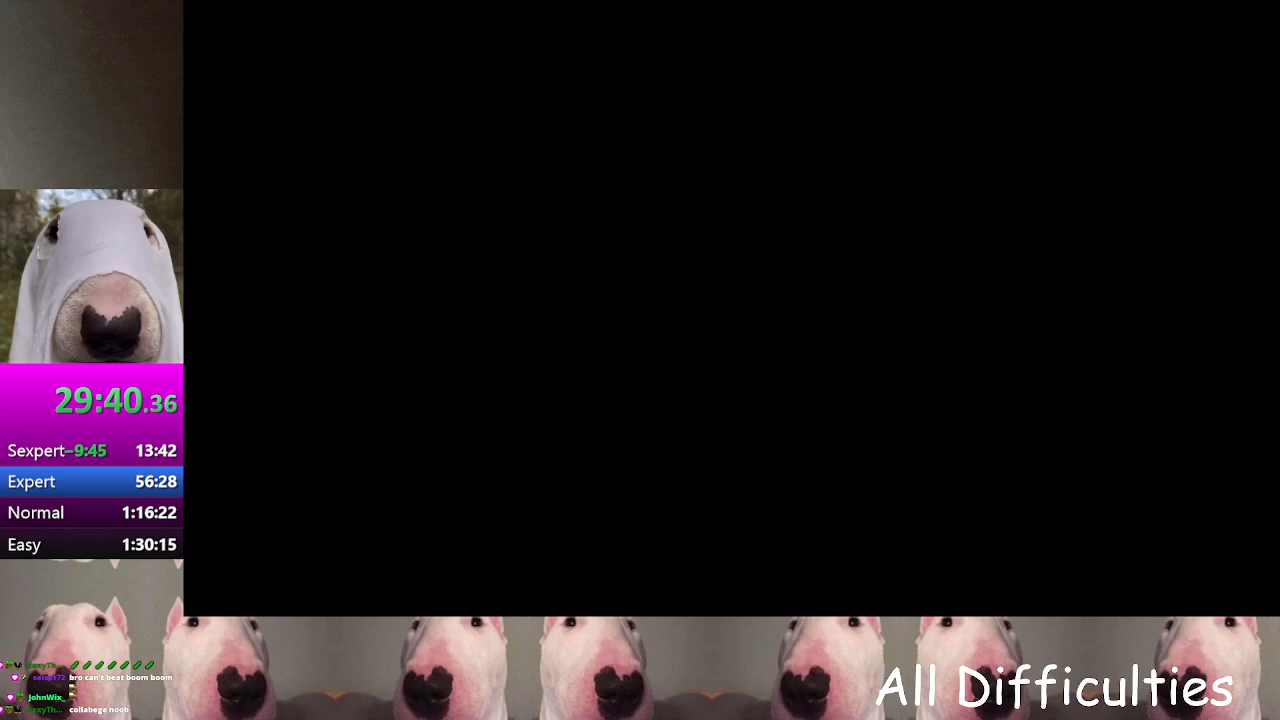 29:40.36
Sexpert -9:45 13:42
Expert 56:28
Normal 1:16:22
Easy 1:30:15
select72 bro can't beat boom boom
JohnWix_
collabege noob
All Difficulties